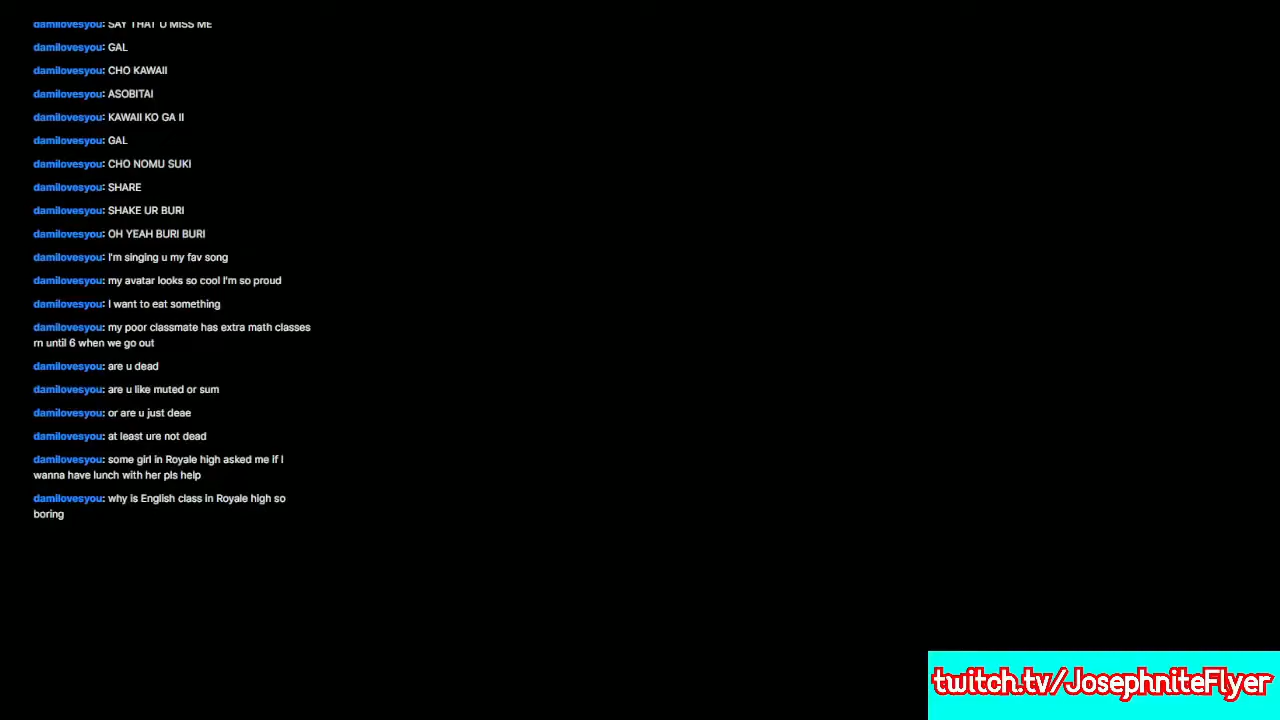 damilovesyou: SAY THAT U MISS ME
damilovesyou: GAL
damilovesyou: CHO KAWAII
damilovesyou: ASOBITAI
damilovesyou: KAWAII KO GA II
damilovesyou: GAL
damilovesyou: CHO NOMU SUKI
damilovesyou: SHARE
damilovesyou: SHAKE UR BURI
damilovesyou: OH YEAH BURI BURI
damilovesyou: I'm singing u my fav song
damilovesyou: my avatar looks so cool I'm so proud
damilovesyou: I want to eat something
damilovesyou: my poor classmate has extra math classes
rn until 6 when we go out
damilovesyou: are u dead
damilovesyou: are u like muted or sum
damilovesyou: or are u just deae
damilovesyou: at least ure not dead
damilovesyou: some girl in Royale high asked me if I
wanna have lunch with her pls help
damilovesyou: why is English class in Royale high so
boring
twitch.tv/JosephniteFlyer